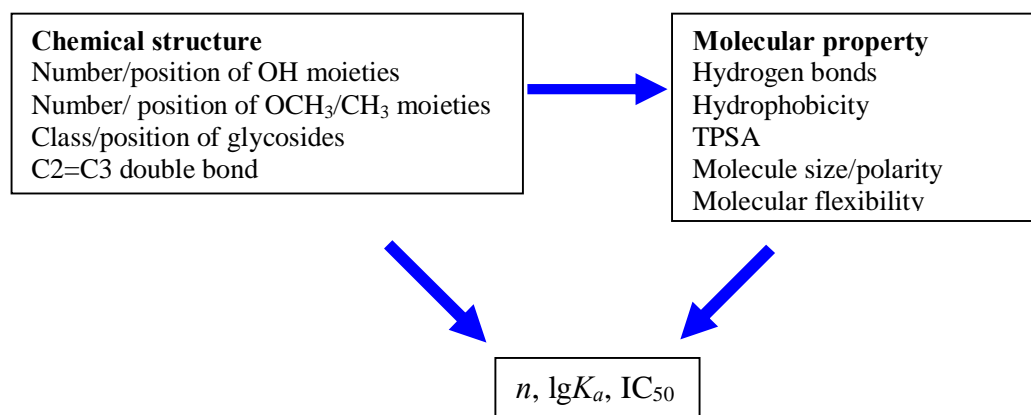 Chemical structure
Number/position of OH moieties
Number/ position of OCH₃/CH₃ moieties
Class/position of glycosides
C2=C3 double bond
Molecular property
Hydrogen bonds
Hydrophobicity
TPSA
Molecule size/polarity
Molecular flexibility
n, lgKₐ, IC₅₀